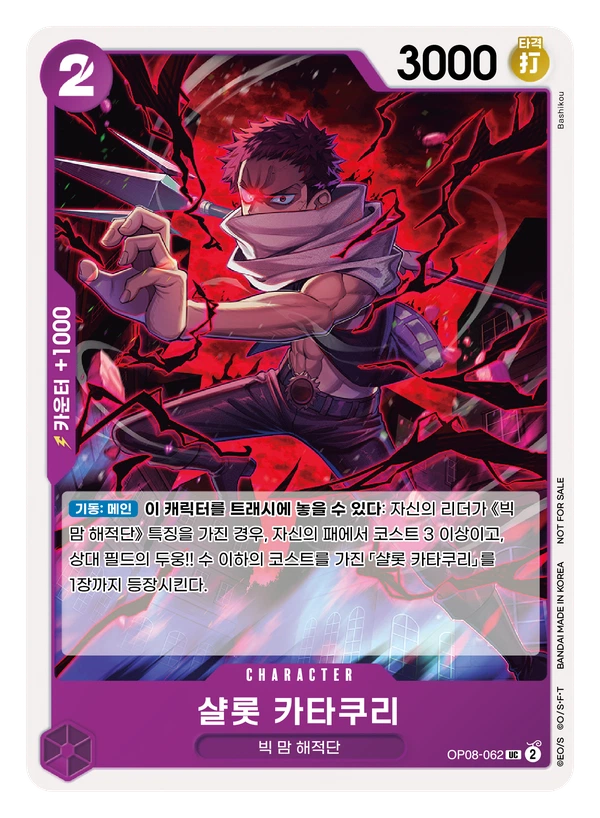 2
3000
타격
打
Bashikou
카운터 +1000
기동: 메인 이 캐릭터를 트래시에 놓을 수 있다: 자신의 리더가 《빅
맘 해적단》 특징을 가진 경우, 자신의 패에서 코스트 3 이상이고,
상대 필드의 두웅!! 수 이하의 코스트를 가진 「샬롯 카타쿠리」를
1장까지 등장시킨다.
CHARACTER
샬롯 카타쿠리
빅 맘 해적단
OP08-062 UC 2
©EO/S ©O/S·F·T BANDAI MADE IN KOREA NOT FOR SALE